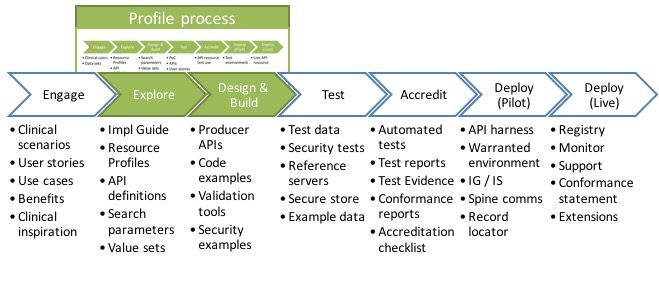 Profile process
Engage
Explore
Design &
Build
Test
Accredit
Deploy
(Pilot)
Deploy
(Live)
• Clinical users
• Data sets
• Resource
Profiles
• API
• Search
parameters
• Value sets
• PoC
• APIs
• User stories
• API resource
test use
• Test
environment
• Live API
resource
Engage
Explore
Design &
Build
Test
Accredit
Deploy
(Pilot)
Deploy
(Live)
• Clinical
scenarios
• User stories
• Use cases
• Benefits
• Clinical
inspiration
• Impl Guide
• Resource
Profiles
• API
definitions
• Search
parameters
• Value sets
• Producer
APIs
• Code
examples
• Validation
tools
• Security
examples
• Test data
• Security tests
• Reference
servers
• Secure store
• Example data
• Automated
tests
• Test reports
• Test Evidence
• Conformance
reports
• Accreditation
checklist
• API harness
• Warranted
environment
• IG / IS
• Spine comms
• Record
locator
• Registry
• Monitor
• Support
• Conformance
statement
• Extensions